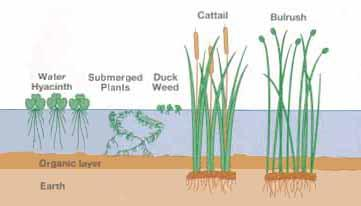 Cattail
Bulrush
Water
Hyacinth
Submerged
Plants
Duck
Weed
Organic layer
Earth